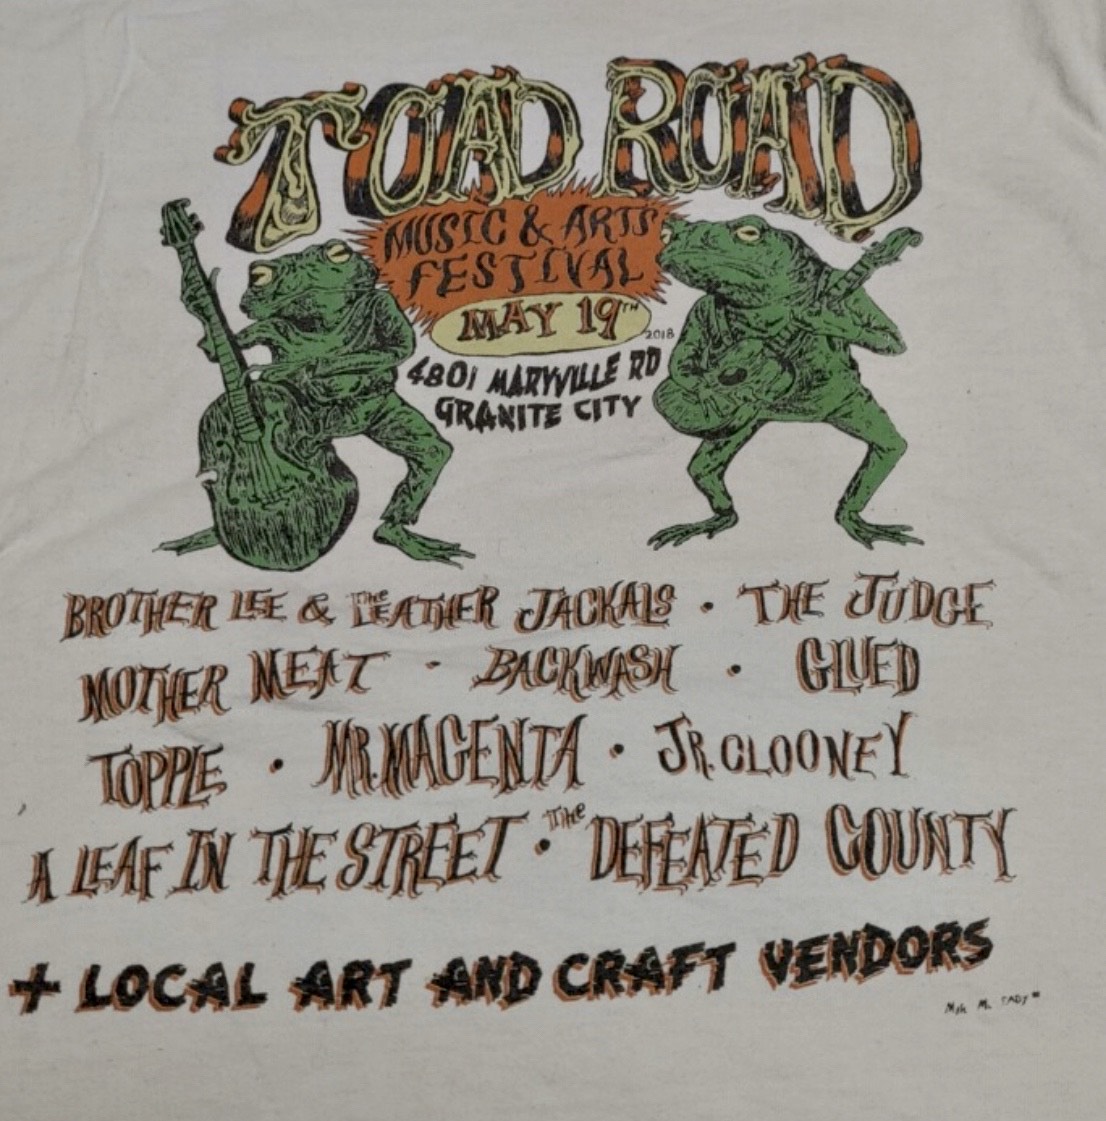 TOAD ROAD
MUSIC & ARTS
FESTIVAL
MAY 19TH
2018
4801 MARYVILLE RD
GRANITE CITY
BROTHER LEE & THE LEATHER JACKALS • THE JUDGE
MOTHER MEAT • BACKWASH • GLUED
TOPPLE • MR. MAGENTA • JR. CLOONEY
A LEAF IN THE STREET • THE DEFEATED COUNTY
+ LOCAL ART AND CRAFT VENDORS